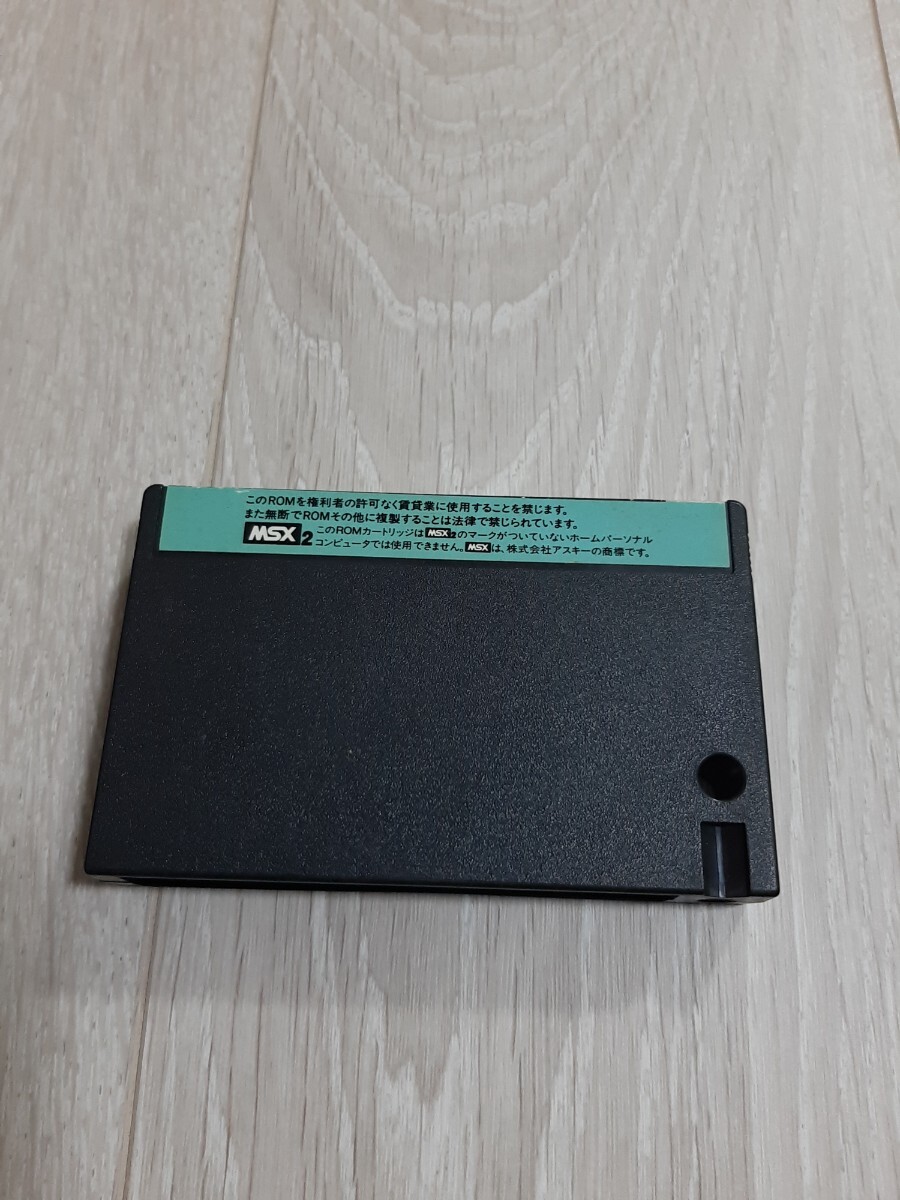 このROMを権利者の許可なく賃貸業に使用することを禁じます。
また無断でROMその他に複製することは法律で禁じられています。
MSX2 このROMカートリッジはMSX2のマークがついていないホームパーソナル
コンピュータでは使用できません。MSXは、株式会社アスキーの商標です。